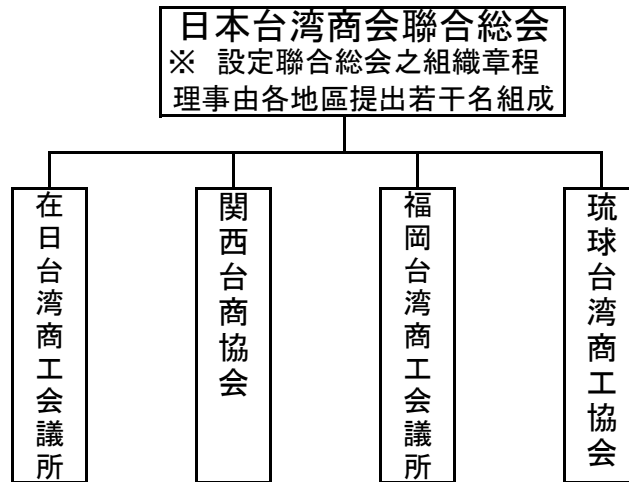 日本台湾商会聯合総会
※ 設定聯合総会之組織章程
理事由各地區提出若干名組成
在日台湾商工会議所
関西台商協会
福岡台湾商工会議所
琉球台湾商工協会